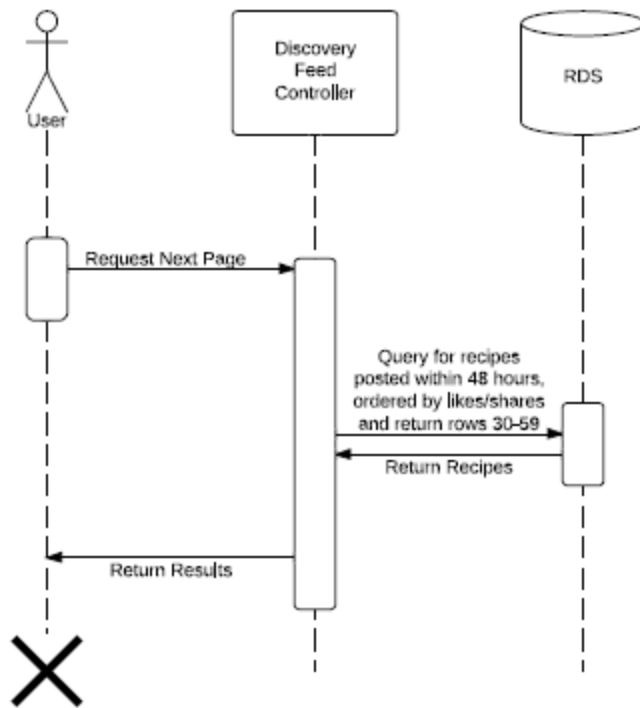 Discovery
Feed
Controller
RDS
User
Request Next Page
Query for recipes
posted within 48 hours,
ordered by likes/shares
and return rows 30-59
Return Recipes
Return Results